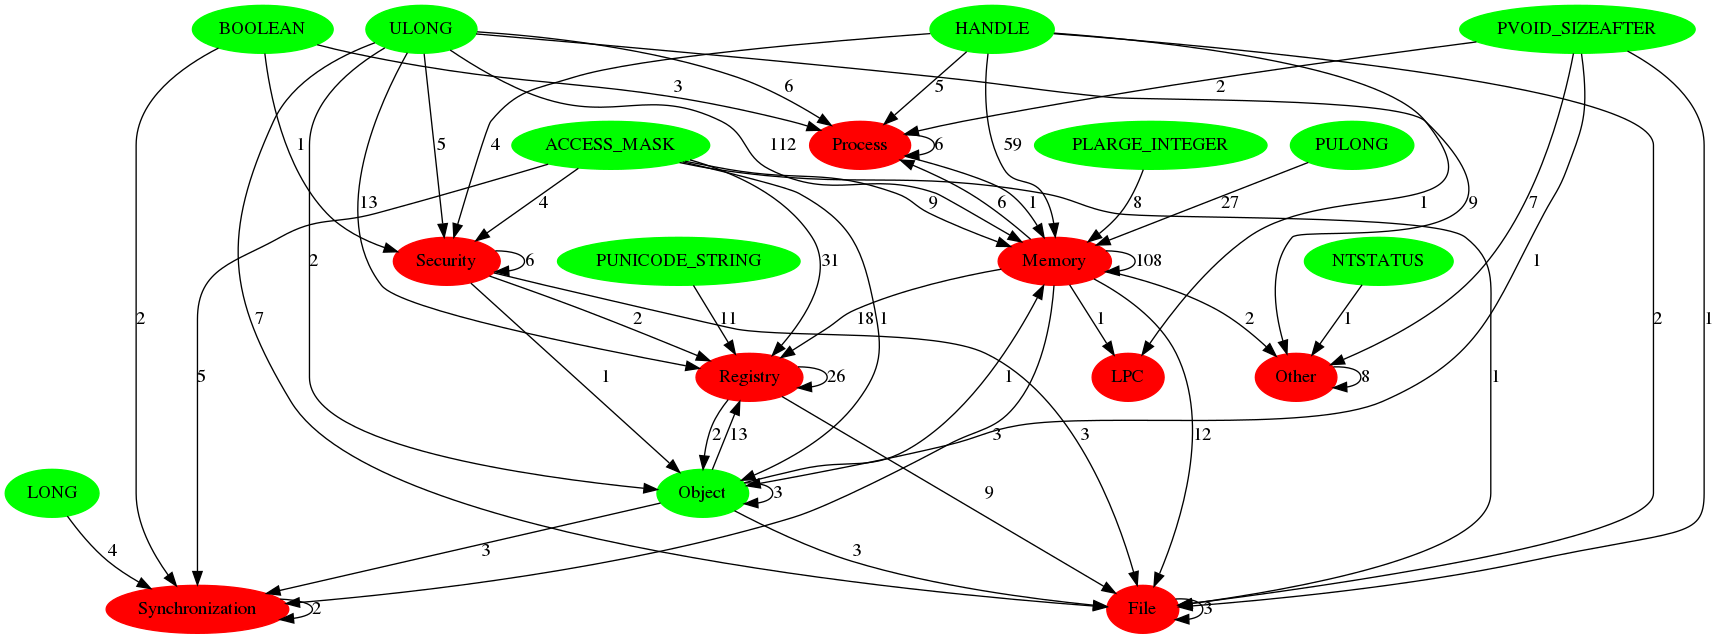 BOOLEAN ULONG HANDLE PVOID_SIZEAFTER
3 6 5 2
1 5 4 ACCESS_MASK 112 Process 6 59 PLARGE_INTEGER PULONG
13 4 9 6 1 8 27 1 9 7
2 Security 6 PUNICODE_STRING 31 Memory 108 NTSTATUS 1
2 7 11 2 18 1 1 2 1 2 1
5 1 Registry 26 1 LPC Other 8 1
2 13 3 3 12
LONG Object 3 9
4 3 3
Synchronization 2 File 3